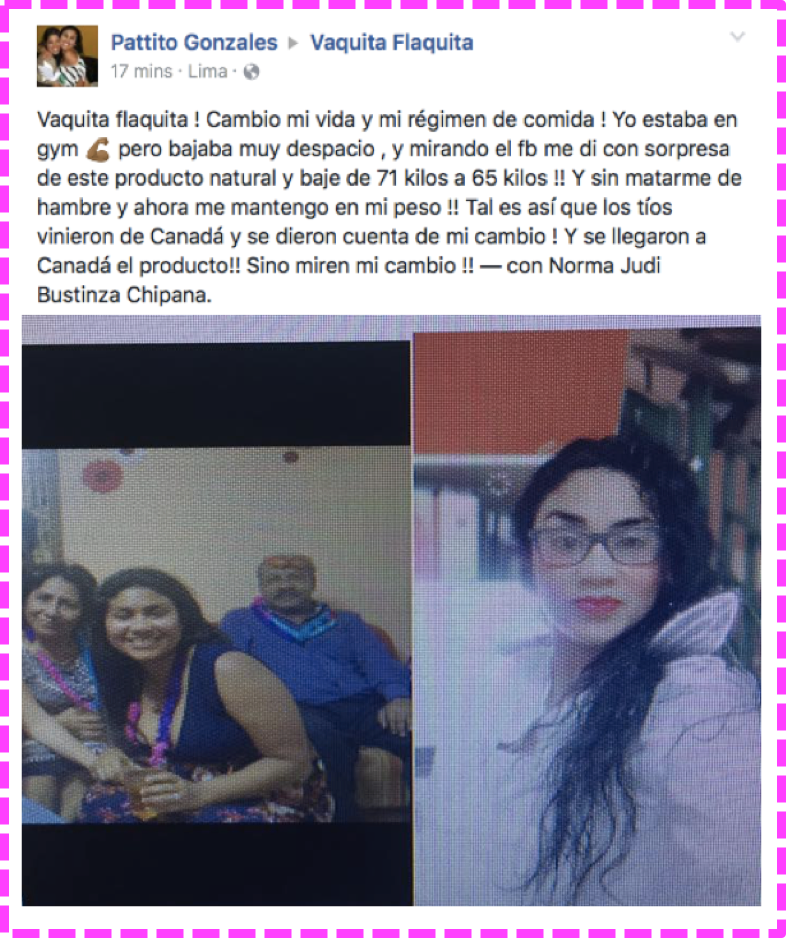 Pattito Gonzales ▸ Vaquita Flaquita
17 mins · Lima ·
Vaquita flaquita ! Cambio mi vida y mi régimen de comida ! Yo estaba en
gym 💪🏽 pero bajaba muy despacio , y mirando el fb me di con sorpresa
de este producto natural y baje de 71 kilos a 65 kilos !! Y sin matarme de
hambre y ahora me mantengo en mi peso !! Tal es así que los tíos
vinieron de Canadá y se dieron cuenta de mi cambio ! Y se llegaron a
Canadá el producto!! Sino miren mi cambio !! — con Norma Judi
Bustinza Chipana.